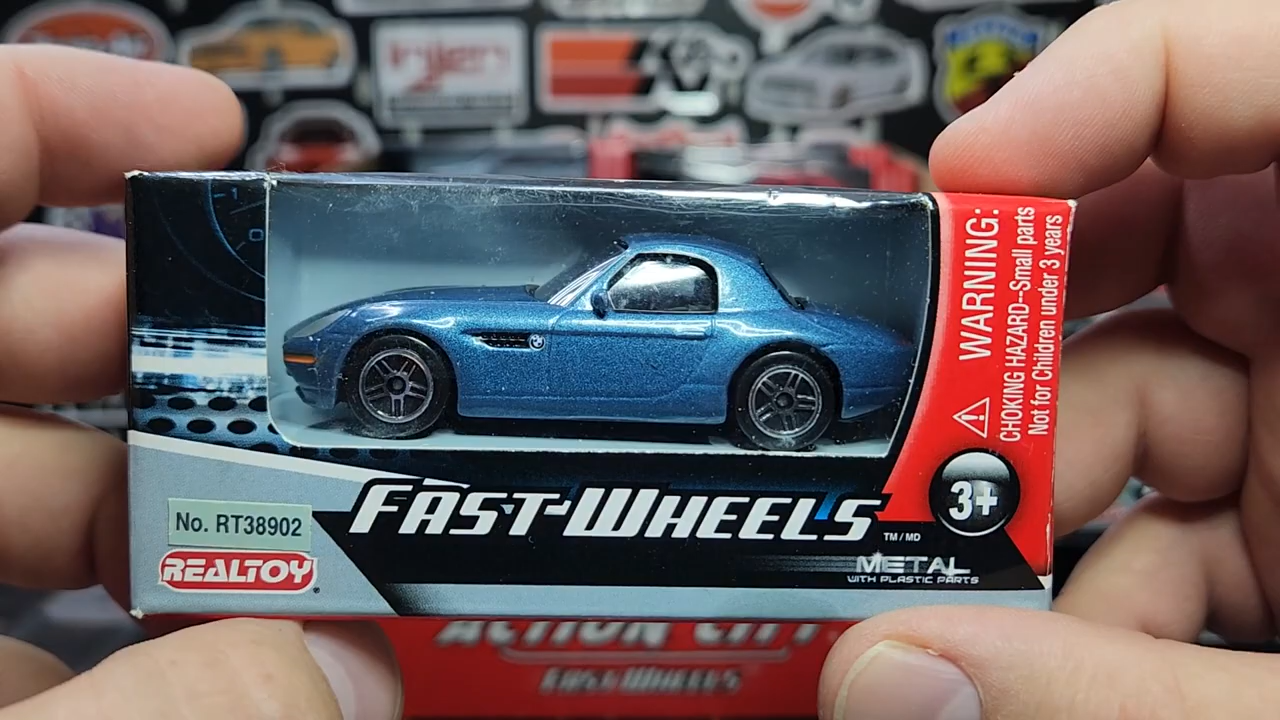 Injen
WARNING:
CHOKING HAZARD--Small parts
Not for Children under 3 years
3+
FAST-WHEELS
TM / MD
No. RT38902
REALTOY
METAL
WITH PLASTIC PARTS
ACTION CITY
FAST WHEELS